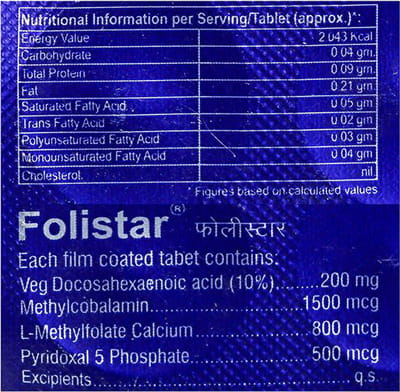 Nutritional Information per Serving/Tablet (approx.)*:
Energy Value 2.043 Kcal
Carbohydrate 0.04 gm.
Total Protein 0.09 gm.
Fat 0.21 gm.
Saturated Fatty Acid 0.05 gm
Trans Fatty Acid 0.02 gm
Polyunsaturated Fatty Acid 0.03 gm
Monounsaturated Fatty Acid 0.04 gm
Cholesterol. nil
* Figures based on calculated values
Folistar ® फोलीस्टार
Each film coated tabet contains:
Veg Docosahexaenoic acid (10%).....200 mg
Methylcobalamin..................1500 mcg
L-Methylfolate Calcium.............800 mcg
Pyridoxal 5 Phosphate..............500 mcg
Excipients.............................q.s.